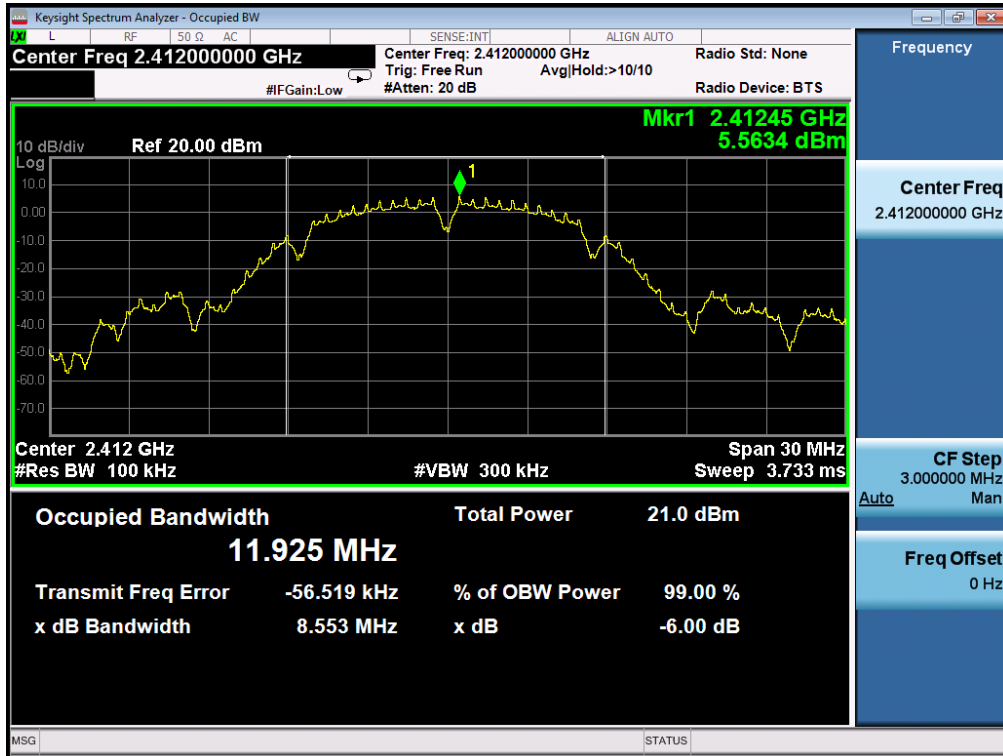 Keysight Spectrum Analyzer - Occupied BW
LXI L RF 50 Ω AC SENSE:INT ALIGN AUTO
Center Freq 2.412000000 GHz
Center Freq: 2.412000000 GHz Radio Std: None
Trig: Free Run Avg|Hold:>10/10
#IFGain:Low #Atten: 20 dB Radio Device: BTS
Mkr1 2.41245 GHz
5.5634 dBm
10 dB/div Ref 20.00 dBm
Log
1
10.0
0.00
-10.0
-20.0
-30.0
-40.0
-50.0
-60.0
-70.0
Center 2.412 GHz Span 30 MHz
#Res BW 100 kHz #VBW 300 kHz Sweep 3.733 ms
Occupied Bandwidth Total Power 21.0 dBm
11.925 MHz
Transmit Freq Error -56.519 kHz % of OBW Power 99.00 %
x dB Bandwidth 8.553 MHz x dB -6.00 dB
MSG STATUS
Frequency
Center Freq
2.412000000 GHz
CF Step
3.000000 MHz
Auto Man
Freq Offset
0 Hz